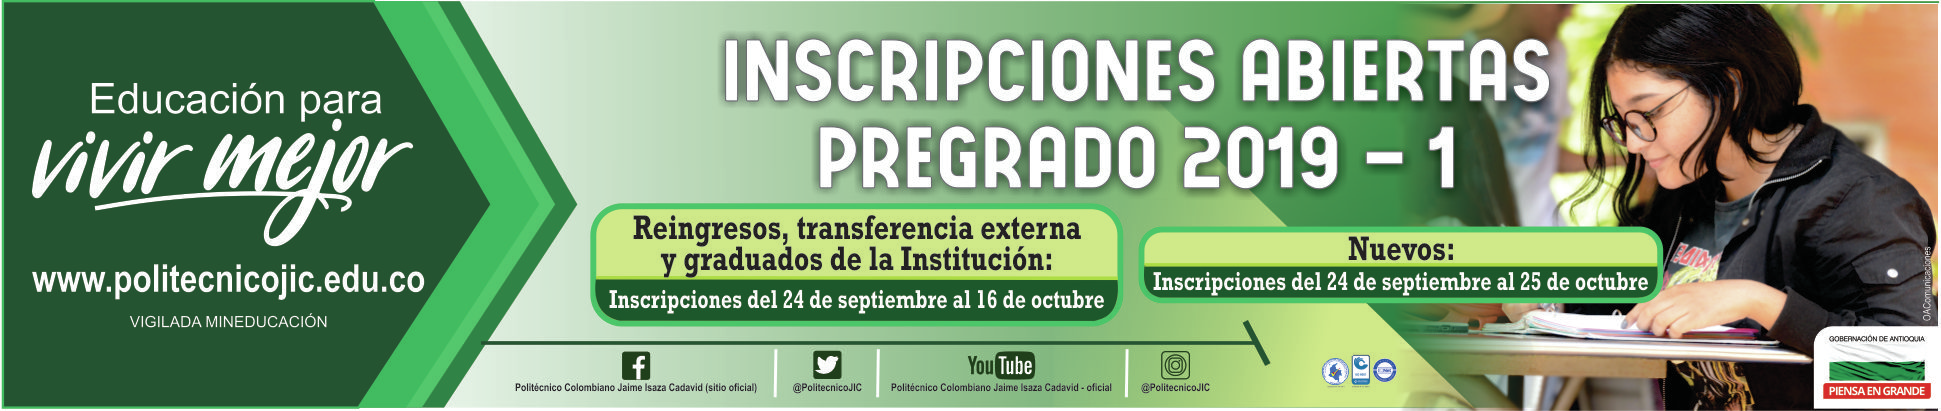 Educación para
vivir mejor
www.politecnicojic.edu.co
VIGILADA MINEDUCACIÓN
INSCRIPCIONES ABIERTAS
PREGRADO 2019 – 1
Reingresos, transferencia externa
y graduados de la Institución:
Inscripciones del 24 de septiembre al 16 de octubre
Nuevos:
Inscripciones del 24 de septiembre al 25 de octubre
Politécnico Colombiano Jaime Isaza Cadavid (sitio oficial)
@PolitecnicoJIC
YouTube
Politécnico Colombiano Jaime Isaza Cadavid - oficial
@PolitecnicoJIC
OAComunicaciones
GOBERNACIÓN DE ANTIOQUIA
PIENSA EN GRANDE